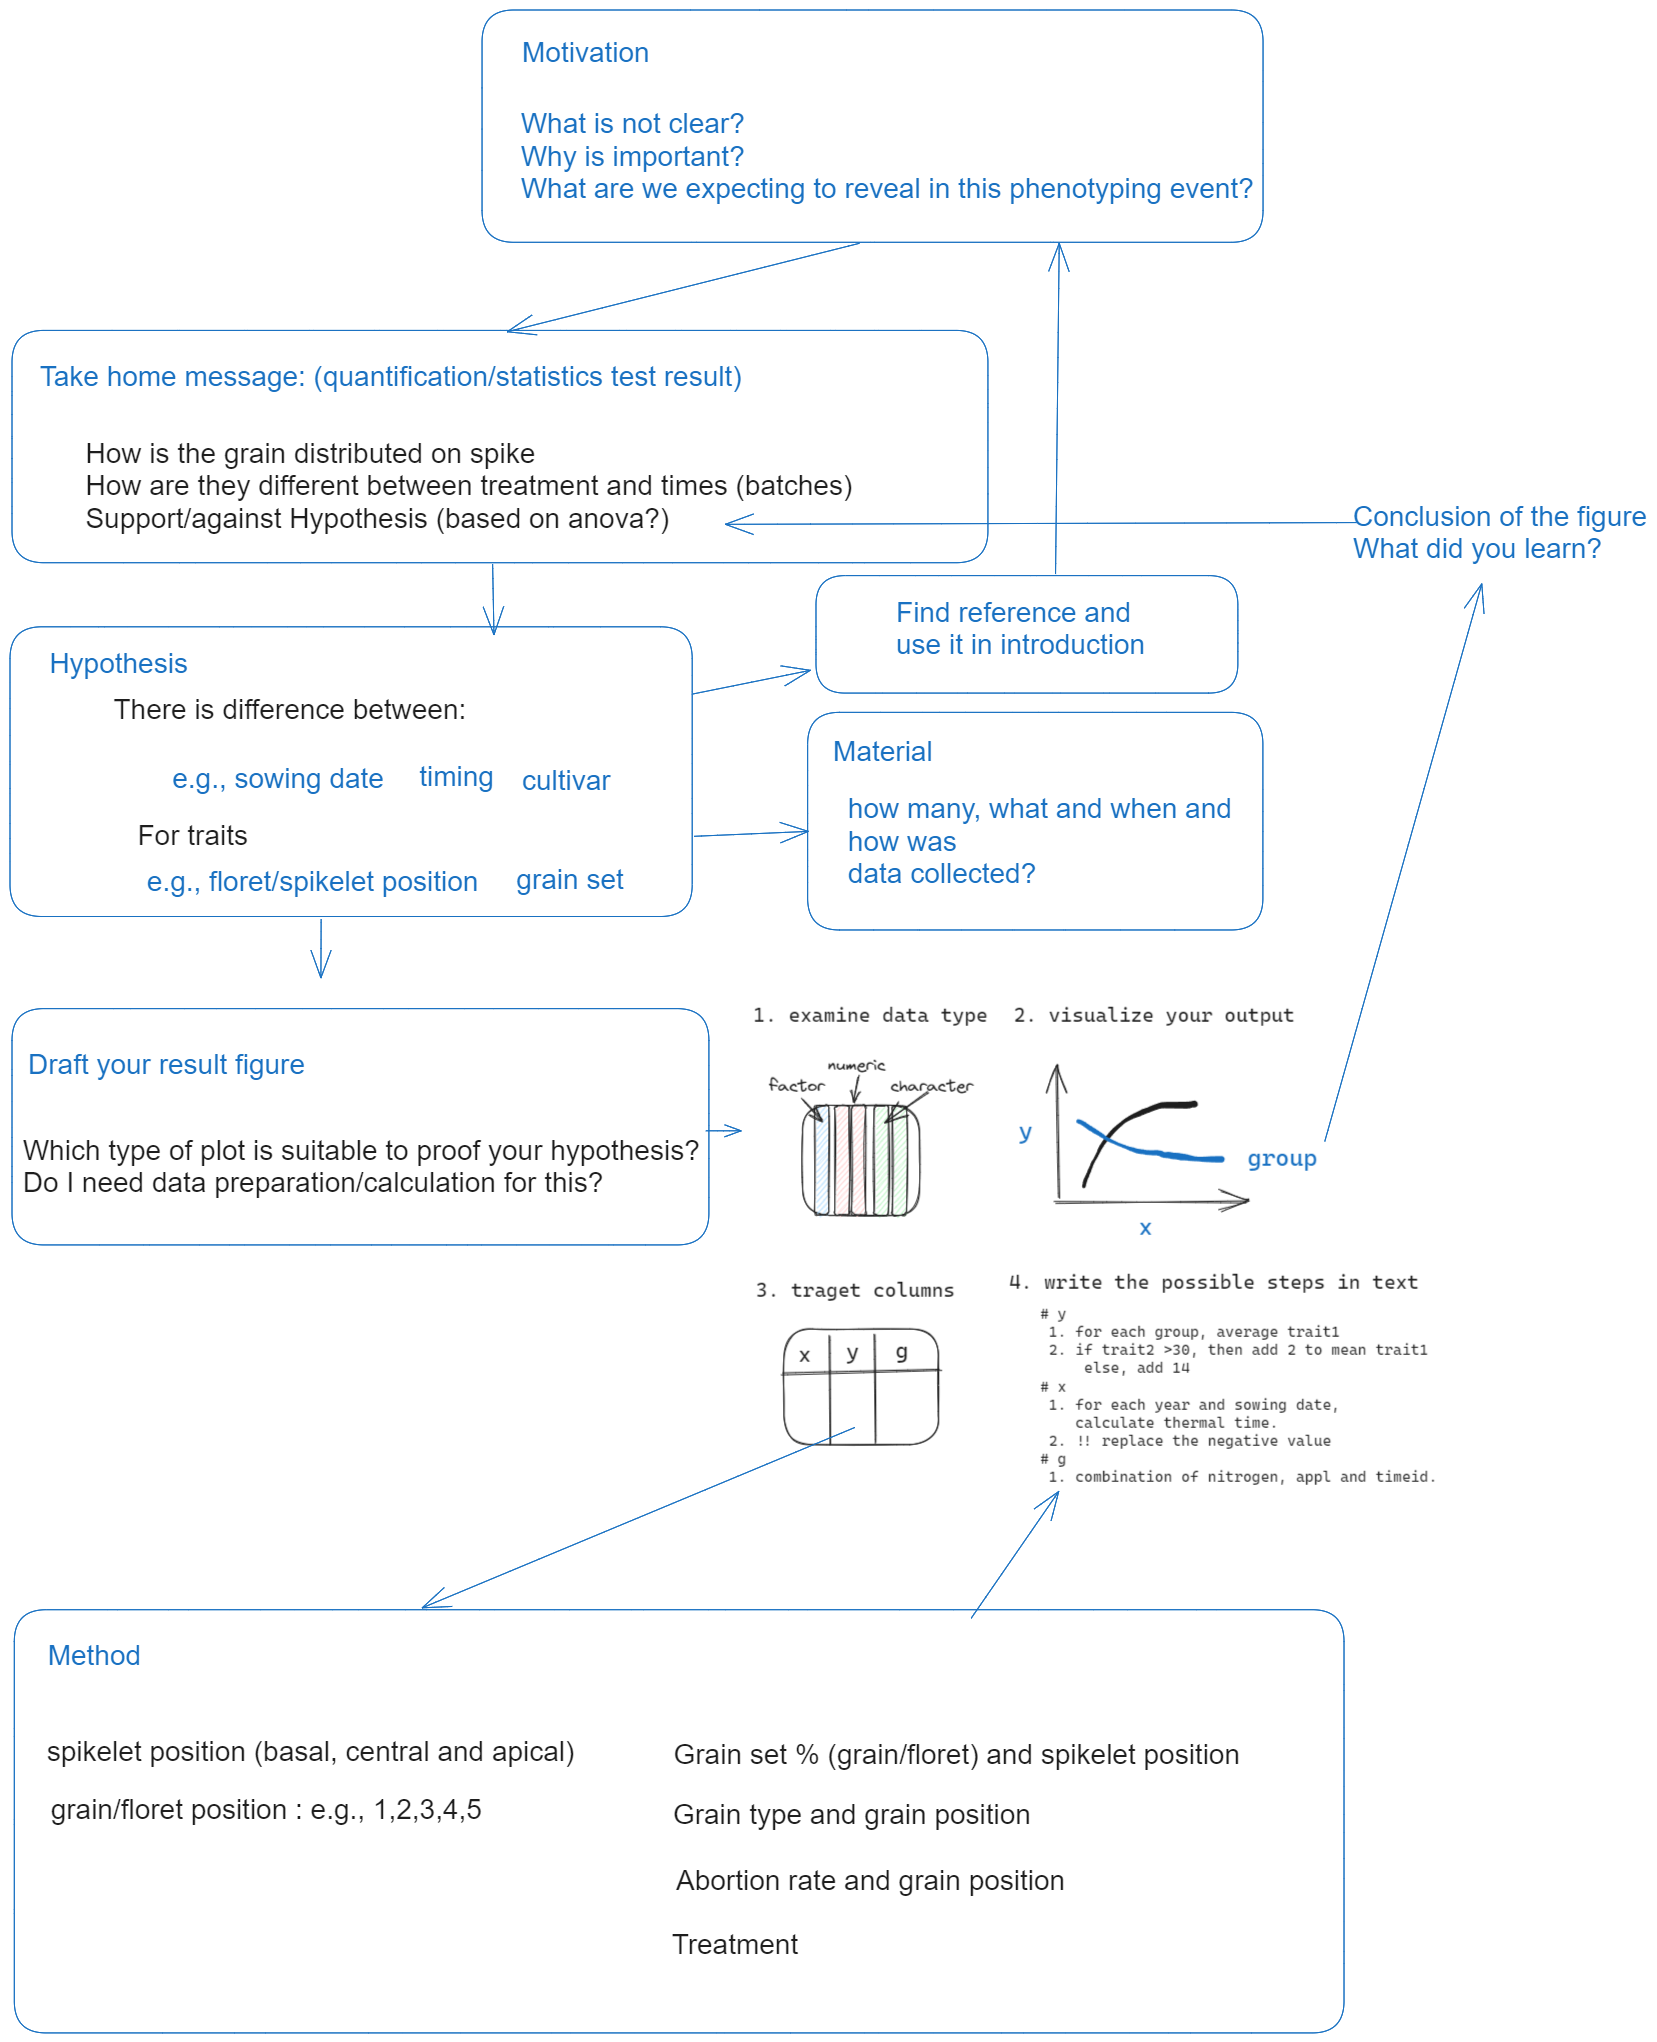 Motivation
What is not clear?
Why is important?
What are we expecting to reveal in this phenotyping event?
Take home message: (quantification/statistics test result)
How is the grain distributed on spike
How are they different between treatment and times (batches)
Support/against Hypothesis (based on anova?)
Conclusion of the figure
What did you learn?
Find reference and
use it in introduction
Hypothesis
There is difference between:
e.g., sowing date timing cultivar
For traits
e.g., floret/spikelet position grain set
Material
how many, what and when and
how was
data collected?
Draft your result figure
Which type of plot is suitable to proof your hypothesis?
Do I need data preparation/calculation for this?
1. examine data type
numeric
factor
character
2. visualize your output
y
group
x
3. traget columns
x y g
4. write the possible steps in text
# y
1. for each group, average trait1
2. if trait2 >30, then add 2 to mean trait1
else, add 14
# x
1. for each year and sowing date,
calculate thermal time.
2. !! replace the negative value
# g
1. combination of nitrogen, appl and timeid.
Method
spikelet position (basal, central and apical)
grain/floret position : e.g., 1,2,3,4,5
Grain set % (grain/floret) and spikelet position
Grain type and grain position
Abortion rate and grain position
Treatment